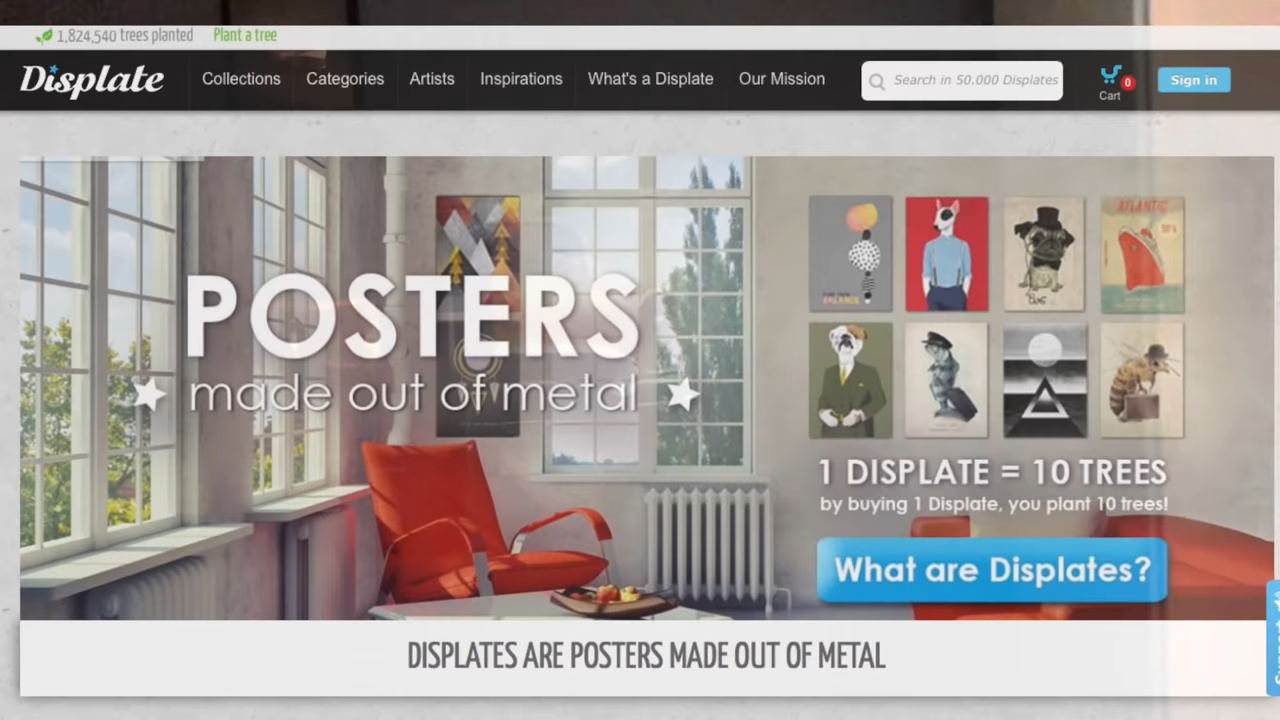 1,824,540 trees planted Plant a tree
Displate Collections Categories Artists Inspirations What's a Displate Our Mission Search in 50.000 Displates 0 Cart Sign in
POSTERS
made out of metal
ATLANTIC
BALANCE
1 DISPLATE = 10 TREES
by buying 1 Displate, you plant 10 trees!
What are Displates?
DISPLATES ARE POSTERS MADE OUT OF METAL